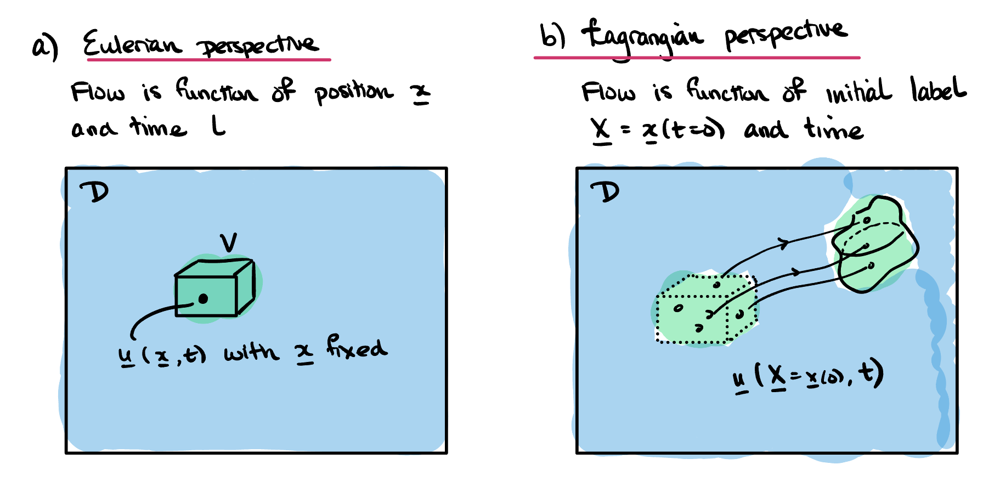 a) Eulerian perspective
Flow is function of position x
and time L
D
V
u (x, t) with x fixed
b) Lagrangian perspective
Flow is function of initial label
X = x(t=0) and time
D
u (X = x(0), t)